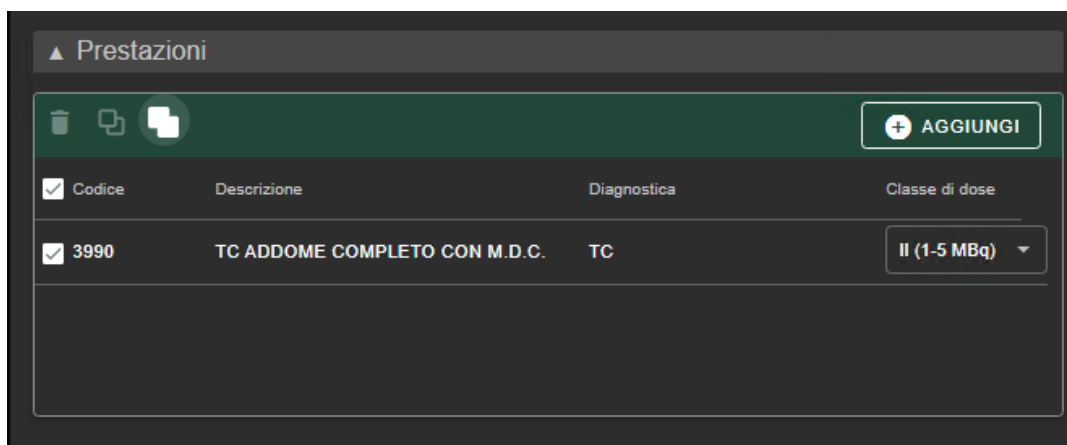 ▲ Prestazioni
AGGIUNGI
Codice Descrizione Diagnostica Classe di dose
3990 TC ADDOME COMPLETO CON M.D.C. TC II (1-5 MBq)